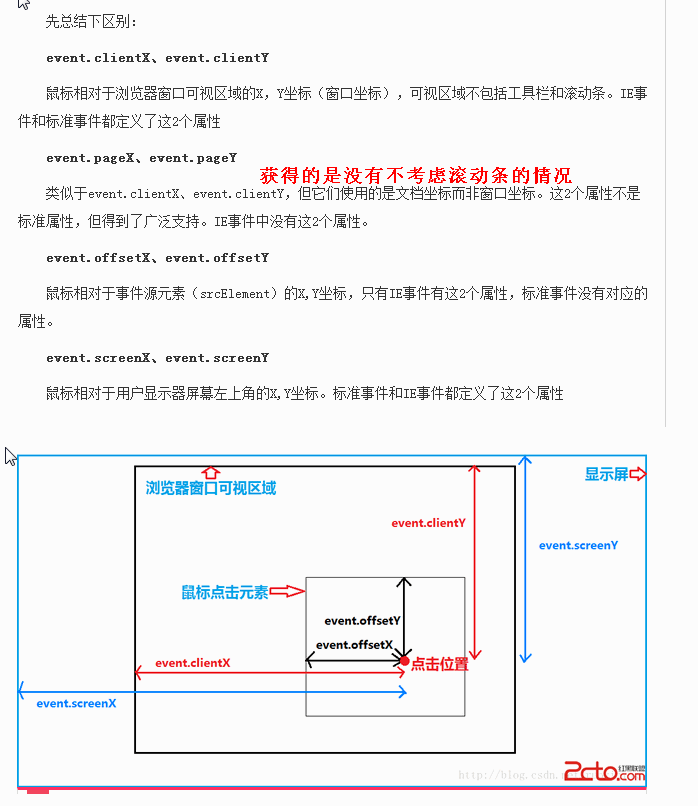 先总结下区别：
event.clientX、event.clientY
鼠标相对于浏览器窗口可视区域的X，Y坐标（窗口坐标），可视区域不包括工具栏和滚动条。IE事
件和标准事件都定义了这2个属性
event.pageX、event.pageY
获得的是没有不考虑滚动条的情况
类似于event.clientX、event.clientY，但它们使用的是文档坐标而非窗口坐标。这2个属性不是
标准属性，但得到了广泛支持。IE事件中没有这2个属性。
event.offsetX、event.offsetY
鼠标相对于事件源元素（srcElement）的X,Y坐标，只有IE事件有这2个属性，标准事件没有对应的
属性。
event.screenX、event.screenY
鼠标相对于用户显示器屏幕左上角的X,Y坐标。标准事件和IE事件都定义了这2个属性
显示屏
浏览器窗口可视区域
event.clientY
event.screenY
鼠标点击元素
event.offsetY
event.offsetX
点击位置
event.clientX
event.screenX
http://blog.csdn.n
2cto.com
红黑联盟